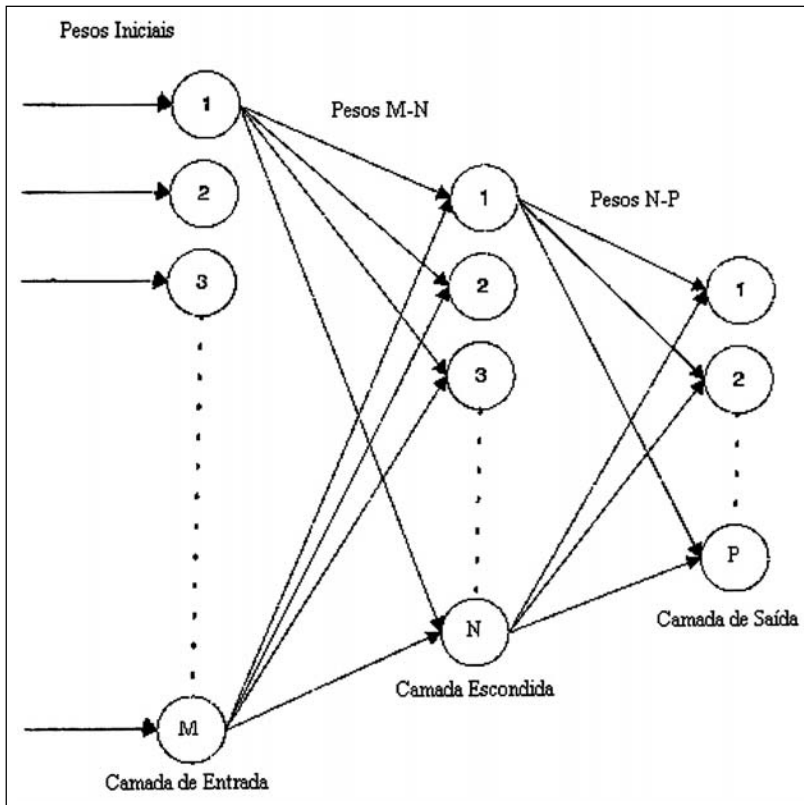 Pesos Iniciais
1
Pesos M-N
2
1
Pesos N-P
3
2
1
3
2
P
Camada de Saída
N
Camada Escondida
M
Camada de Entrada